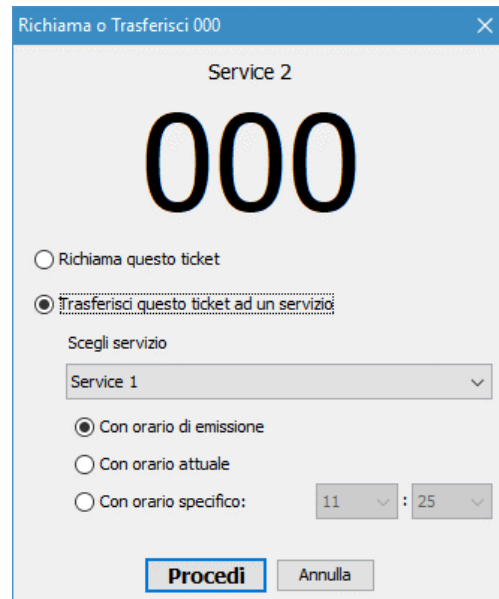 Richiama o Trasferisci 000
Service 2
000
Richiama questo ticket
Trasferisci questo ticket ad un servizio
Scegli servizio
Service 1
Con orario di emissione
Con orario attuale
Con orario specifico: 11 : 25
Procedi Annulla